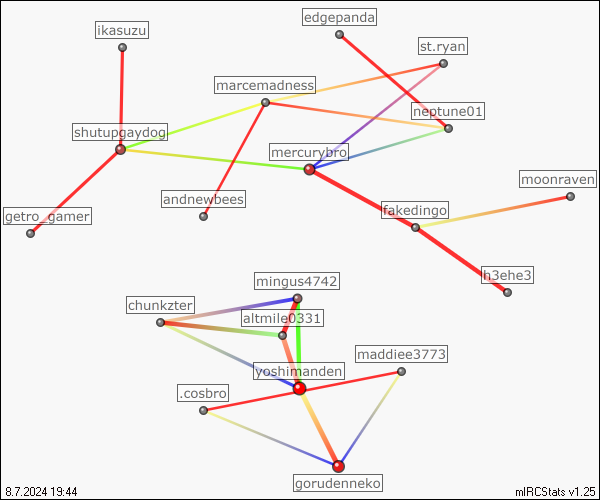 edgepanda
ikasuzu
st.ryan
marcemadness
neptune01
shutupgaydog
mercurybro
moonraven
andnewbees
fakedingo
getro_gamer
h3ehe3
mingus4742
chunkzter
altmile0331
maddiee3773
yoshimanden
.cosbro
gorudenneko
8.7.2024 19:44
mIRCStats v1.25